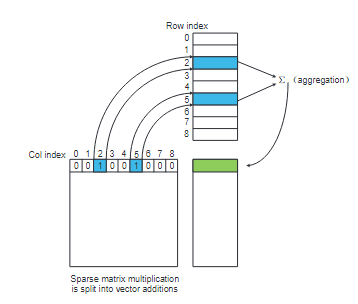 Row index
0
1
2
3
4
5
6
7
8
Σ (aggregation)
Col index 0 1 2 3 4 5 6 7 8
0 0 1 0 0 1 0 0 0
Sparse matrix multiplication
is split into vector additions